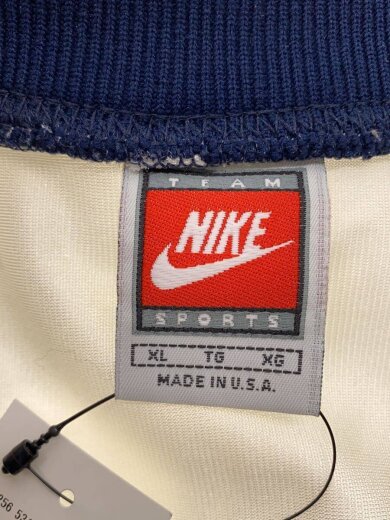 TEAM
NIKE
SPORTS
XL TG XG
MADE IN U.S.A.